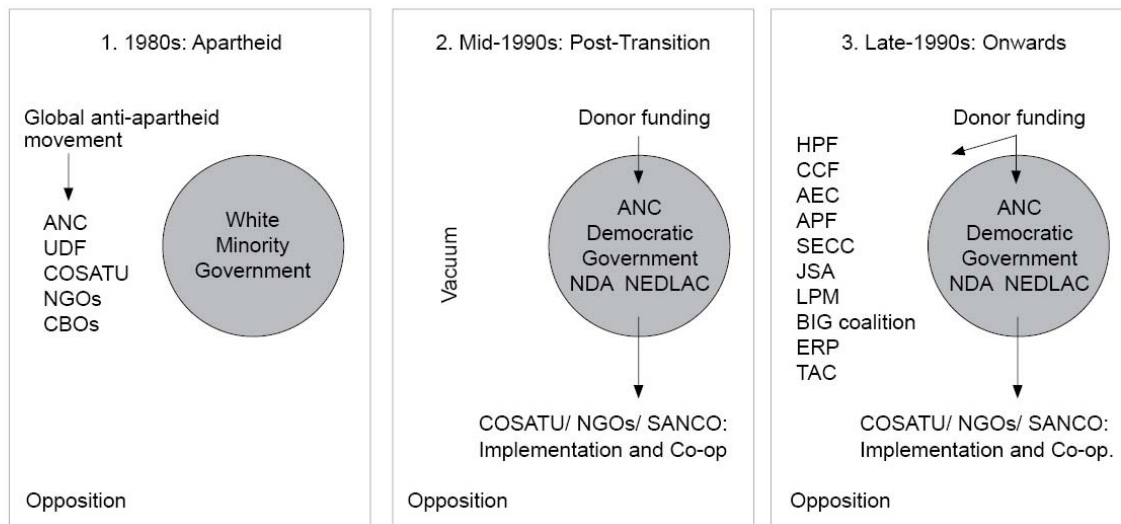 1. 1980s: Apartheid
Global anti-apartheid
movement
ANC
UDF
COSATU
NGOs
CBOs
White
Minority
Government
Opposition
2. Mid-1990s: Post-Transition
Donor funding
Vacuum
ANC
Democratic
Government
NDA NEDLAC
COSATU/ NGOs/ SANCO:
Implementation and Co-op
Opposition
3. Late-1990s: Onwards
Donor funding
HPF
CCF
AEC
APF
SECC
JSA
LPM
BIG coalition
ERP
TAC
ANC
Democratic
Government
NDA NEDLAC
COSATU/ NGOs/ SANCO:
Implementation and Co-op.
Opposition